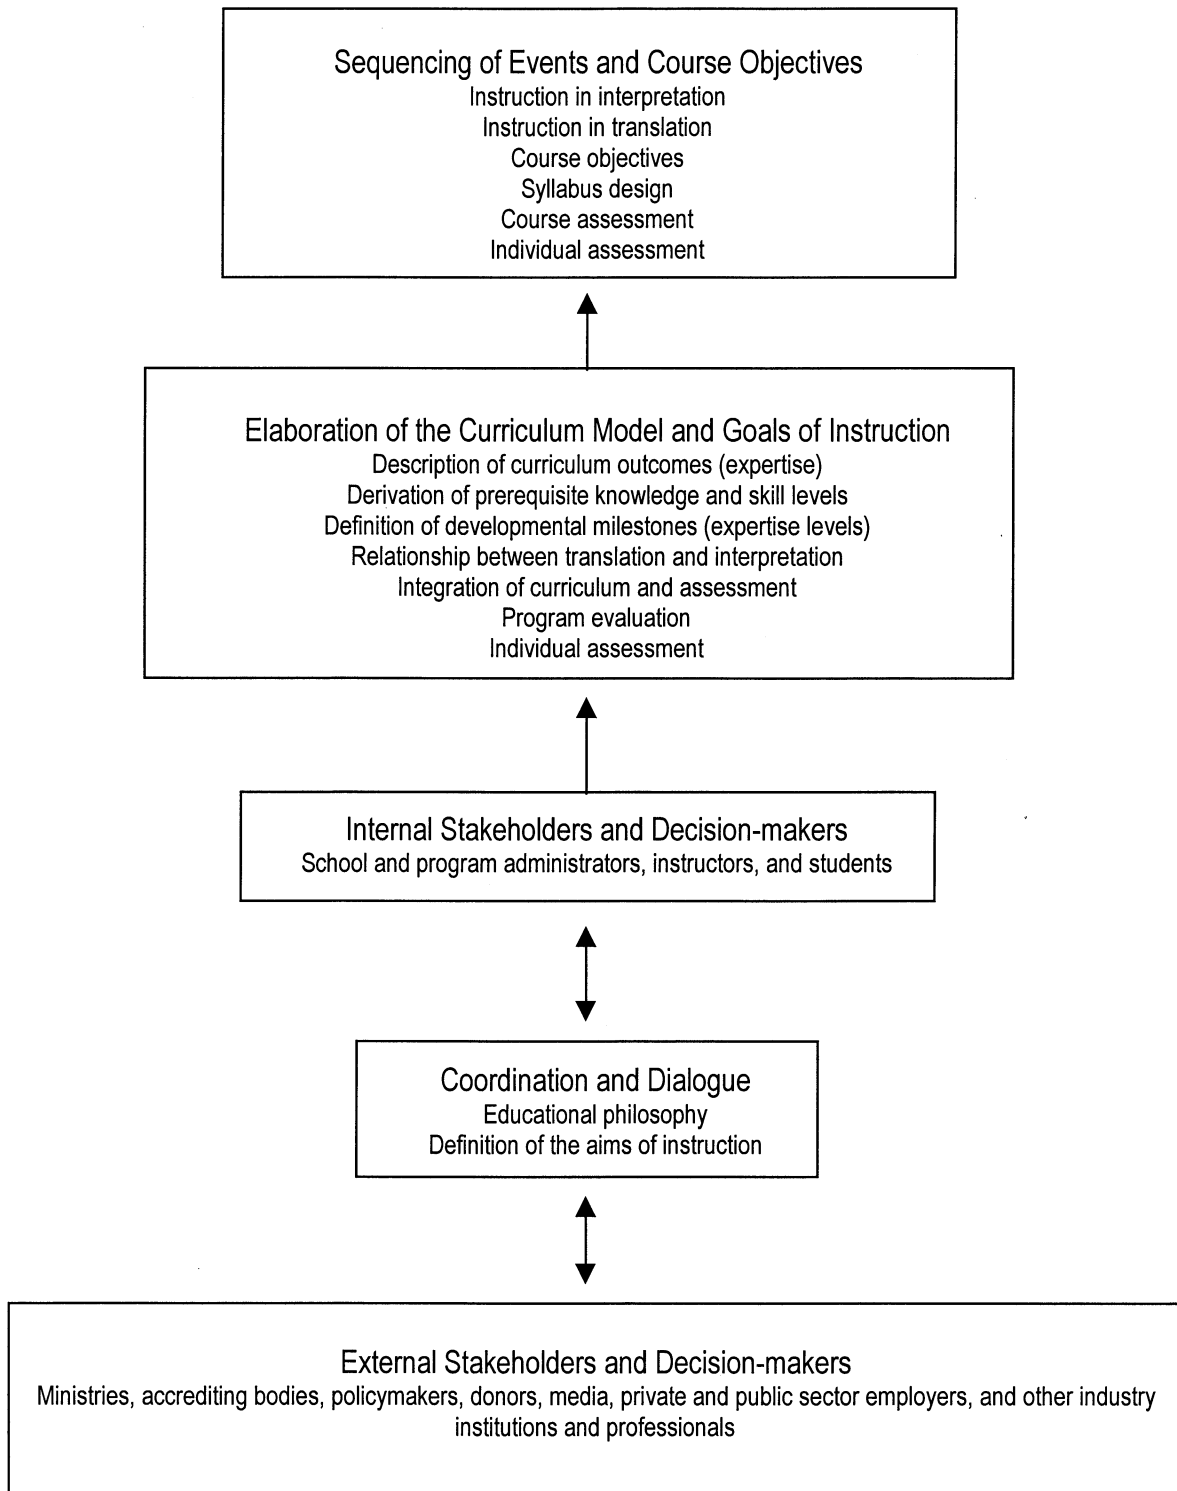 Sequencing of Events and Course Objectives
Instruction in interpretation
Instruction in translation
Course objectives
Syllabus design
Course assessment
Individual assessment
Elaboration of the Curriculum Model and Goals of Instruction
Description of curriculum outcomes (expertise)
Derivation of prerequisite knowledge and skill levels
Definition of developmental milestones (expertise levels)
Relationship between translation and interpretation
Integration of curriculum and assessment
Program evaluation
Individual assessment
Internal Stakeholders and Decision-makers
School and program administrators, instructors, and students
Coordination and Dialogue
Educational philosophy
Definition of the aims of instruction
External Stakeholders and Decision-makers
Ministries, accrediting bodies, policymakers, donors, media, private and public sector employers, and other industry
institutions and professionals